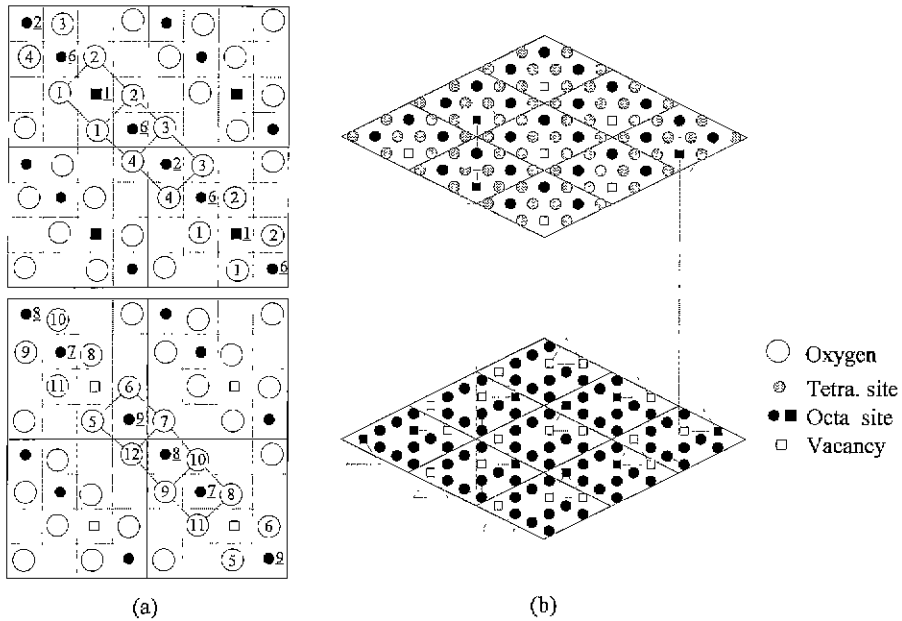 2 3
4 6 2
1 1 2
1 6 3
4 2 3
4 6 2
1 1 2
1 6
8 10
9 7 8
11 6
5 9 7
12 8 10
9 7 8
11 6
5 9
Oxygen
Tetra. site
Octa site
Vacancy
(a) (b)